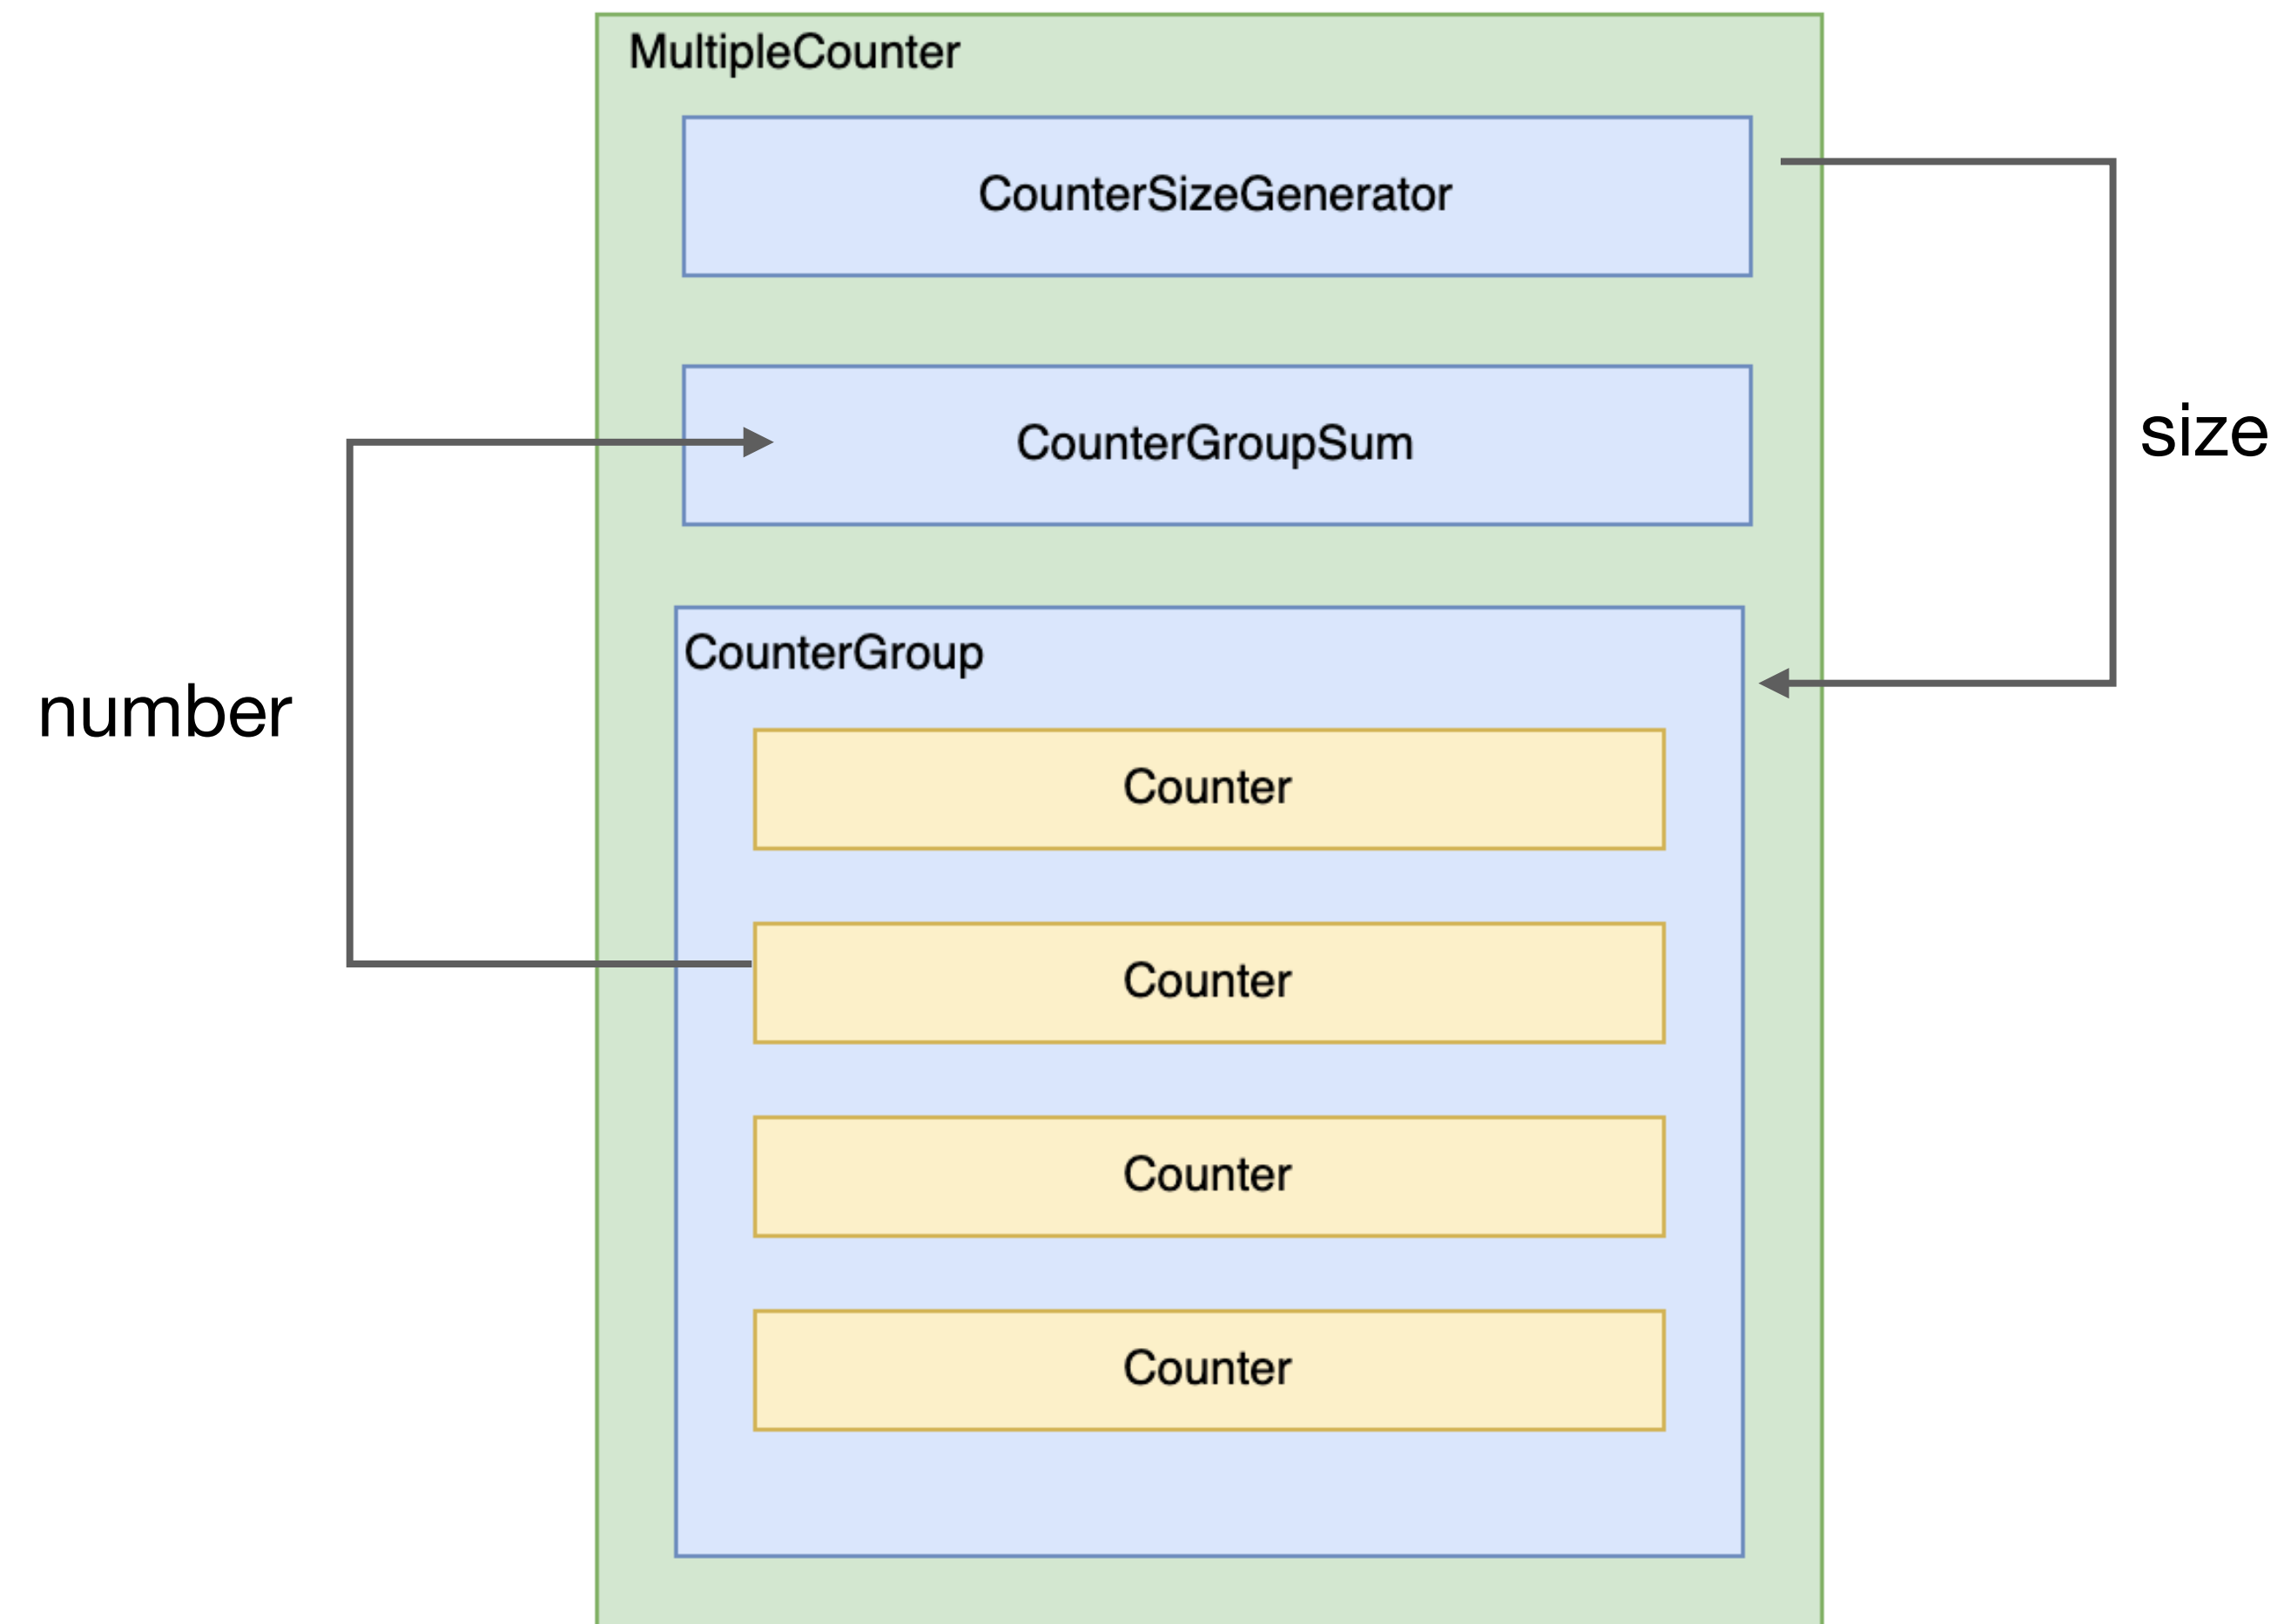 MultipleCounter
CounterSizeGenerator
CounterGroupSum
size
CounterGroup
number
Counter
Counter
Counter
Counter